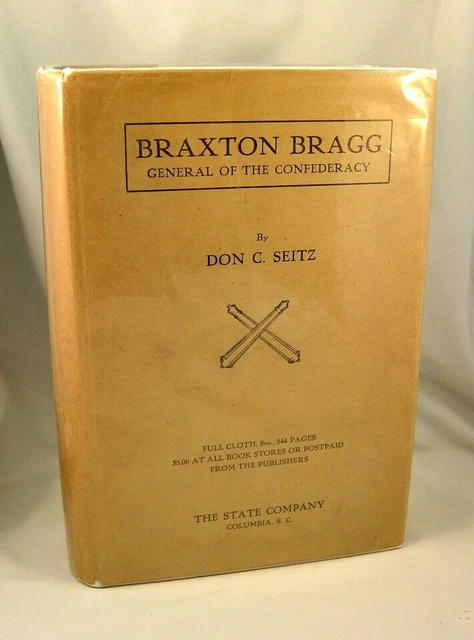 BRAXTON BRAGG
GENERAL OF THE CONFEDERACY
By
DON C. SEITZ
FULL CLOTH, 8vo., 544 PAGES
$5.00 AT ALL BOOK STORES OR POSTPAID
FROM THE PUBLISHERS
THE STATE COMPANY
COLUMBIA, S. C.